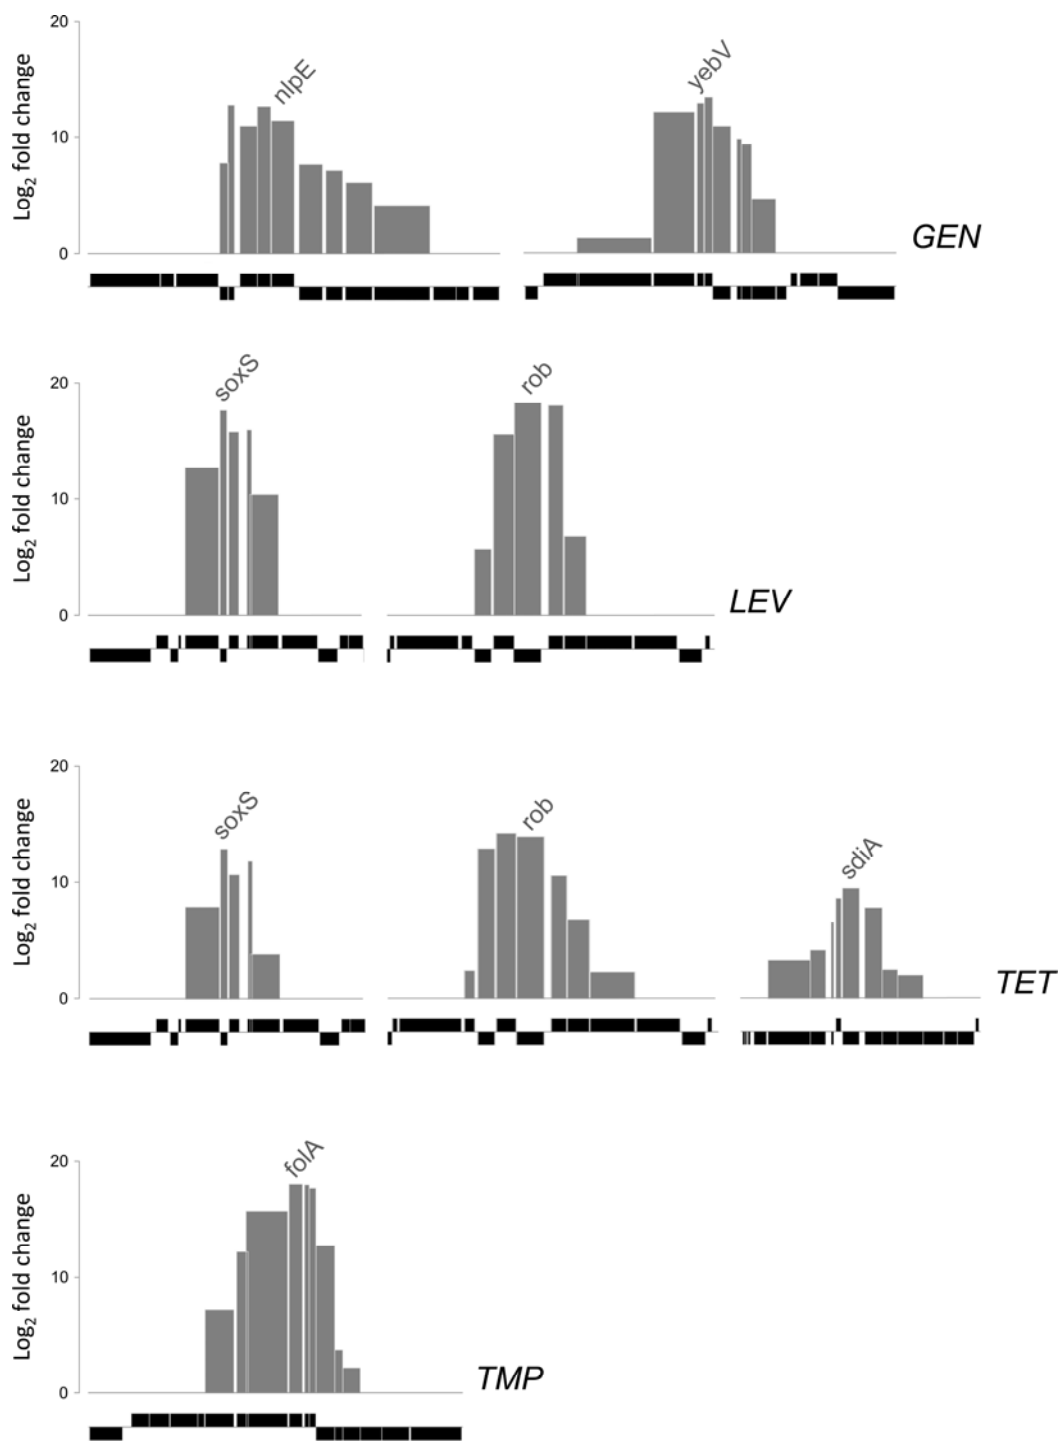 20
nlpE
yebV
10
Log2 fold change
0
GEN
20
soxS
rob
10
Log2 fold change
0
LEV
20
soxS
rob
sdiA
10
Log2 fold change
0
TET
20
folA
10
Log2 fold change
0
TMP